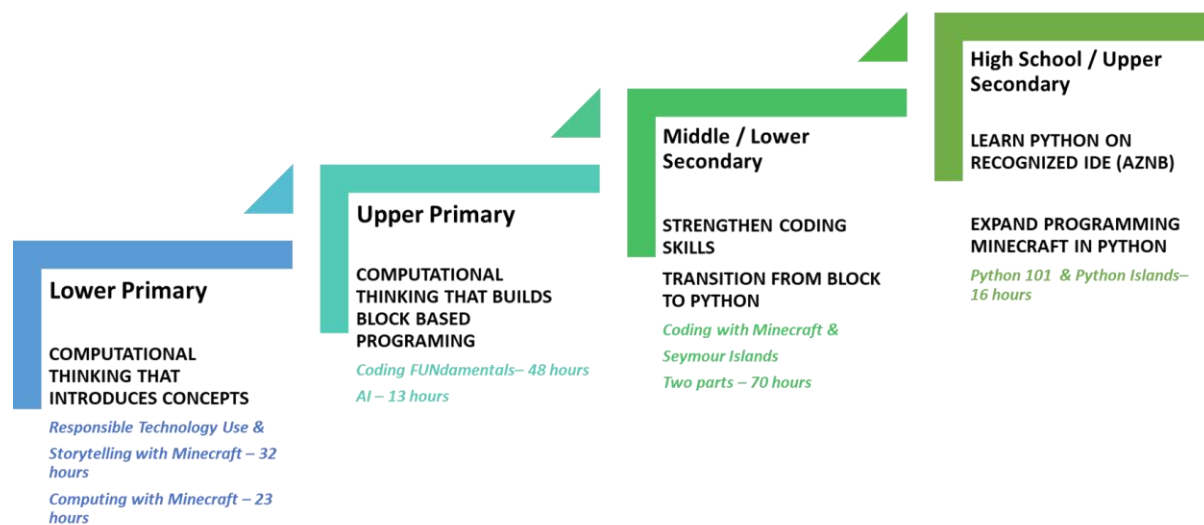 Lower Primary
COMPUTATIONAL
THINKING THAT
INTRODUCES CONCEPTS
Responsible Technology Use &
Storytelling with Minecraft – 32
hours
Computing with Minecraft – 23
hours
Upper Primary
COMPUTATIONAL
THINKING THAT BUILDS
BLOCK BASED
PROGRAMING
Coding FUNdamentals– 48 hours
AI – 13 hours
Middle / Lower
Secondary
STRENGTHEN CODING
SKILLS
TRANSITION FROM BLOCK
TO PYTHON
Coding with Minecraft &
Seymour Islands
Two parts – 70 hours
High School / Upper
Secondary
LEARN PYTHON ON
RECOGNIZED IDE (AZNB)
EXPAND PROGRAMMING
MINECRAFT IN PYTHON
Python 101 & Python Islands–
16 hours